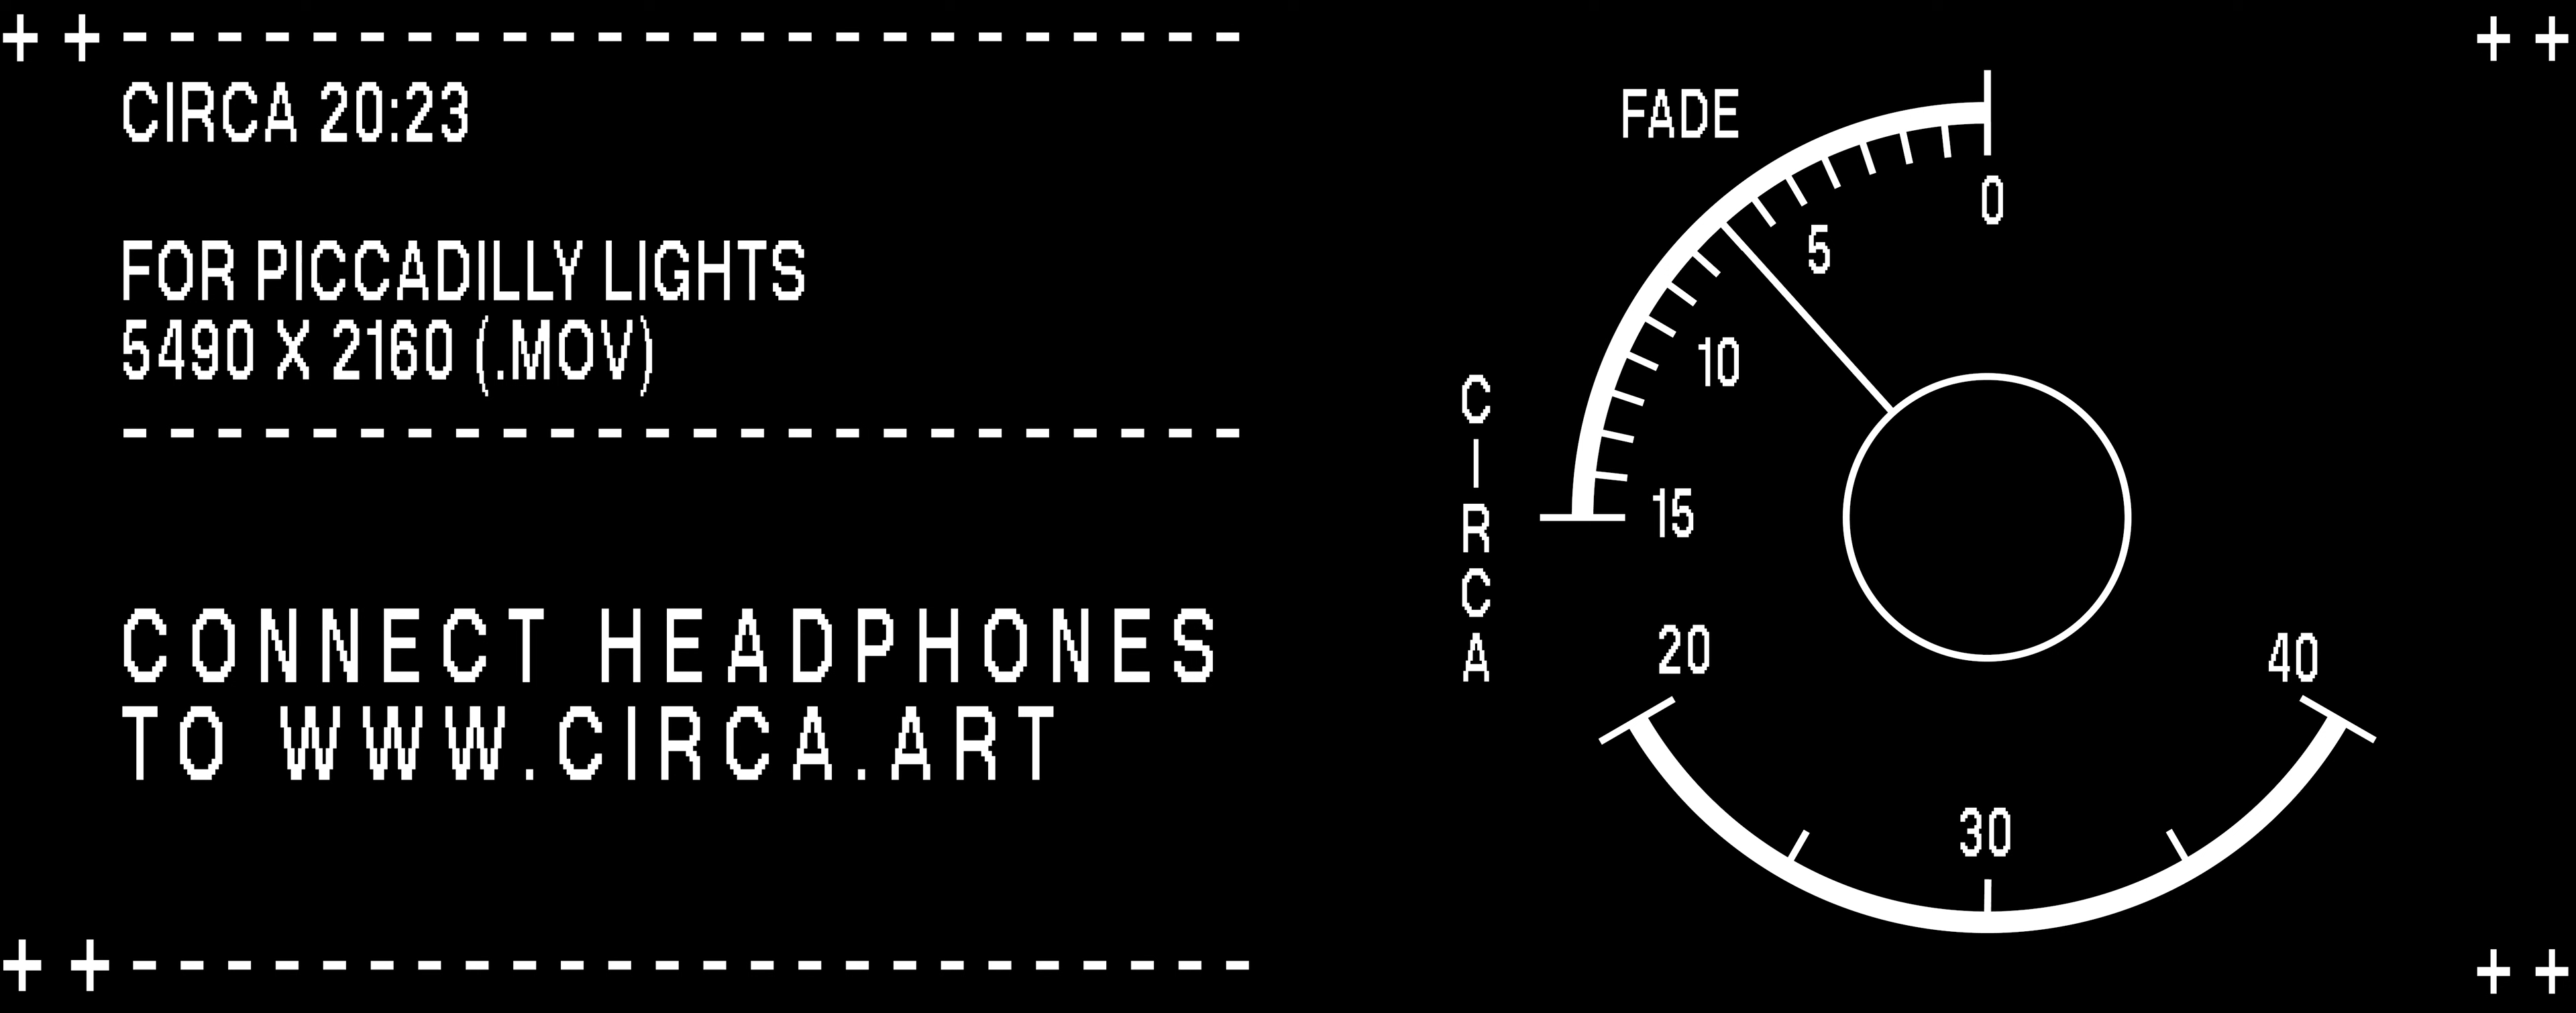 ++------------------------
CIRCA 20:23
FOR PICCADILLY LIGHTS
5490 X 2160 (.MOV)
------------------------
CONNECT HEADPHONES
TO WWW.CIRCA.ART
++------------------------
++
FADE
0
5
10
15
CIRCA
20
30
40
++